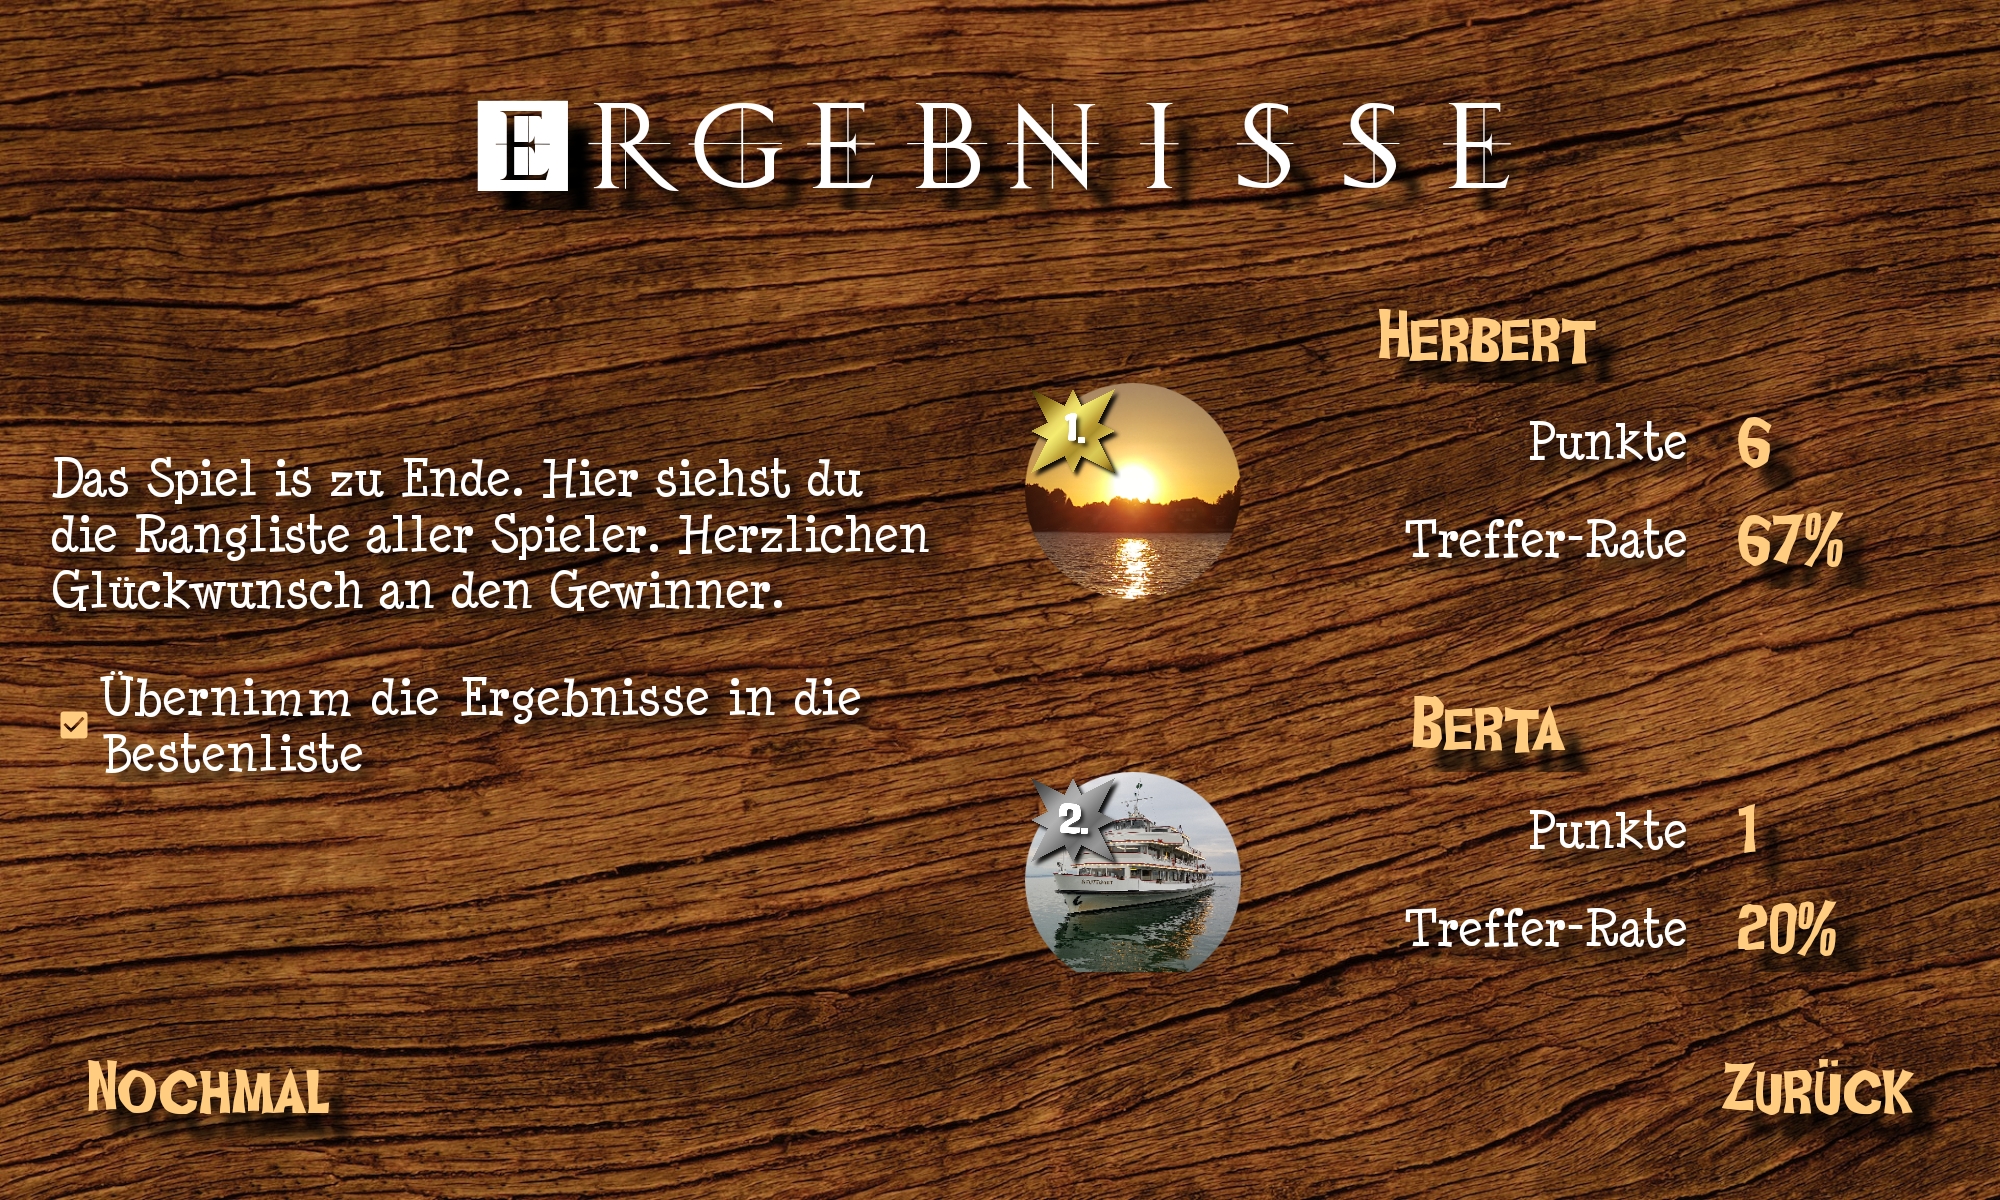 ERGEBNISSE
Das Spiel is zu Ende. Hier siehst du
die Rangliste aller Spieler. Herzlichen
Glückwunsch an den Gewinner.
Übernimm die Ergebnisse in die
Bestenliste
HERBERT
1.
Punkte 6
Treffer-Rate 67%
BERTA
2.
Punkte 1
Treffer-Rate 20%
NOCHMAL
ZURÜCK